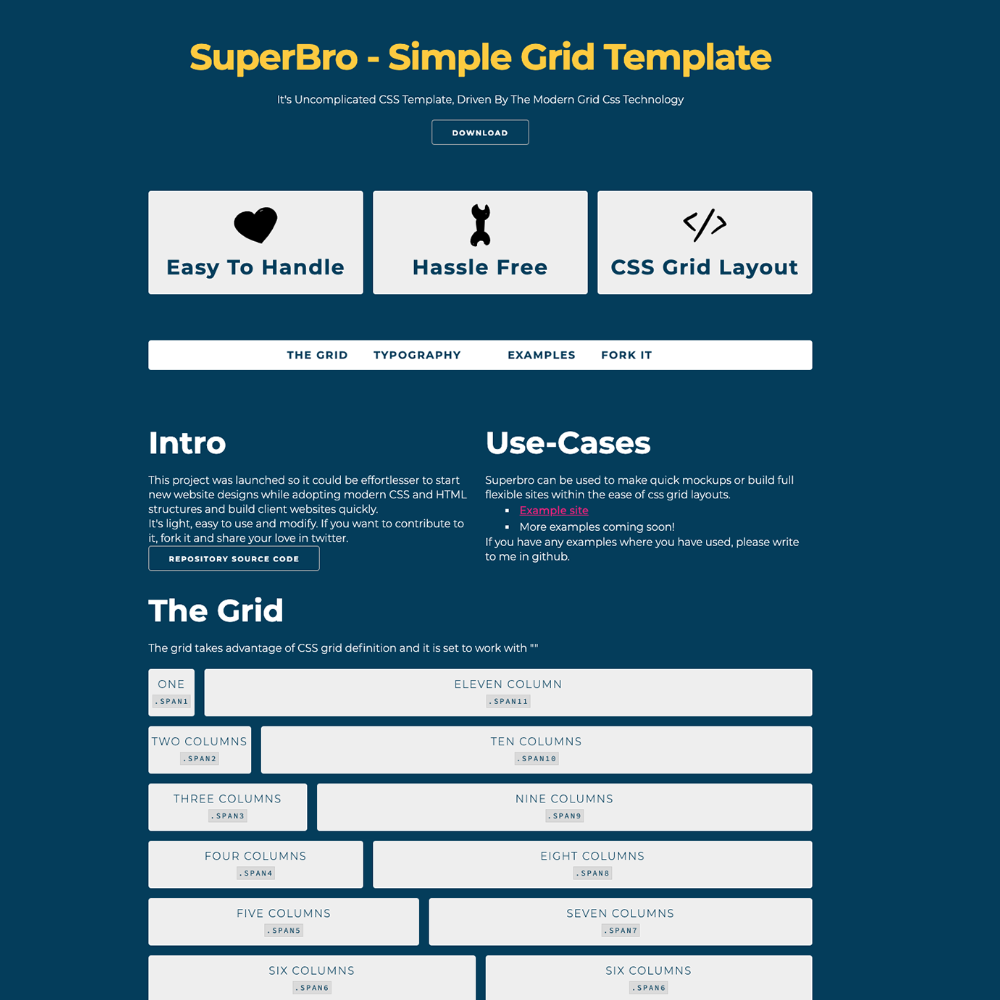 SuperBro - Simple Grid Template
It's Uncomplicated CSS Template, Driven By The Modern Grid Css Technology
DOWNLOAD
Easy To Handle
Hassle Free
CSS Grid Layout
THE GRID TYPOGRAPHY EXAMPLES FORK IT
Intro
This project was launched so it could be effortlesser to start
new website designs while adopting modern CSS and HTML
structures and build client websites quickly.
It's light, easy to use and modify. If you want to contribute to
it, fork it and share your love in twitter.
REPOSITORY SOURCE CODE
Use-Cases
Superbro can be used to make quick mockups or build full
flexible sites within the ease of css grid layouts.
Example site
More examples coming soon!
If you have any examples where you have used, please write
to me in github.
The Grid
The grid takes advantage of CSS grid definition and it is set to work with ""
ONE
.SPAN1
ELEVEN COLUMN
.SPAN11
TWO COLUMNS
.SPAN2
TEN COLUMNS
.SPAN10
THREE COLUMNS
.SPAN3
NINE COLUMNS
.SPAN9
FOUR COLUMNS
.SPAN4
EIGHT COLUMNS
.SPAN8
FIVE COLUMNS
.SPAN5
SEVEN COLUMNS
.SPAN7
SIX COLUMNS
.SPAN6
SIX COLUMNS
.SPAN6